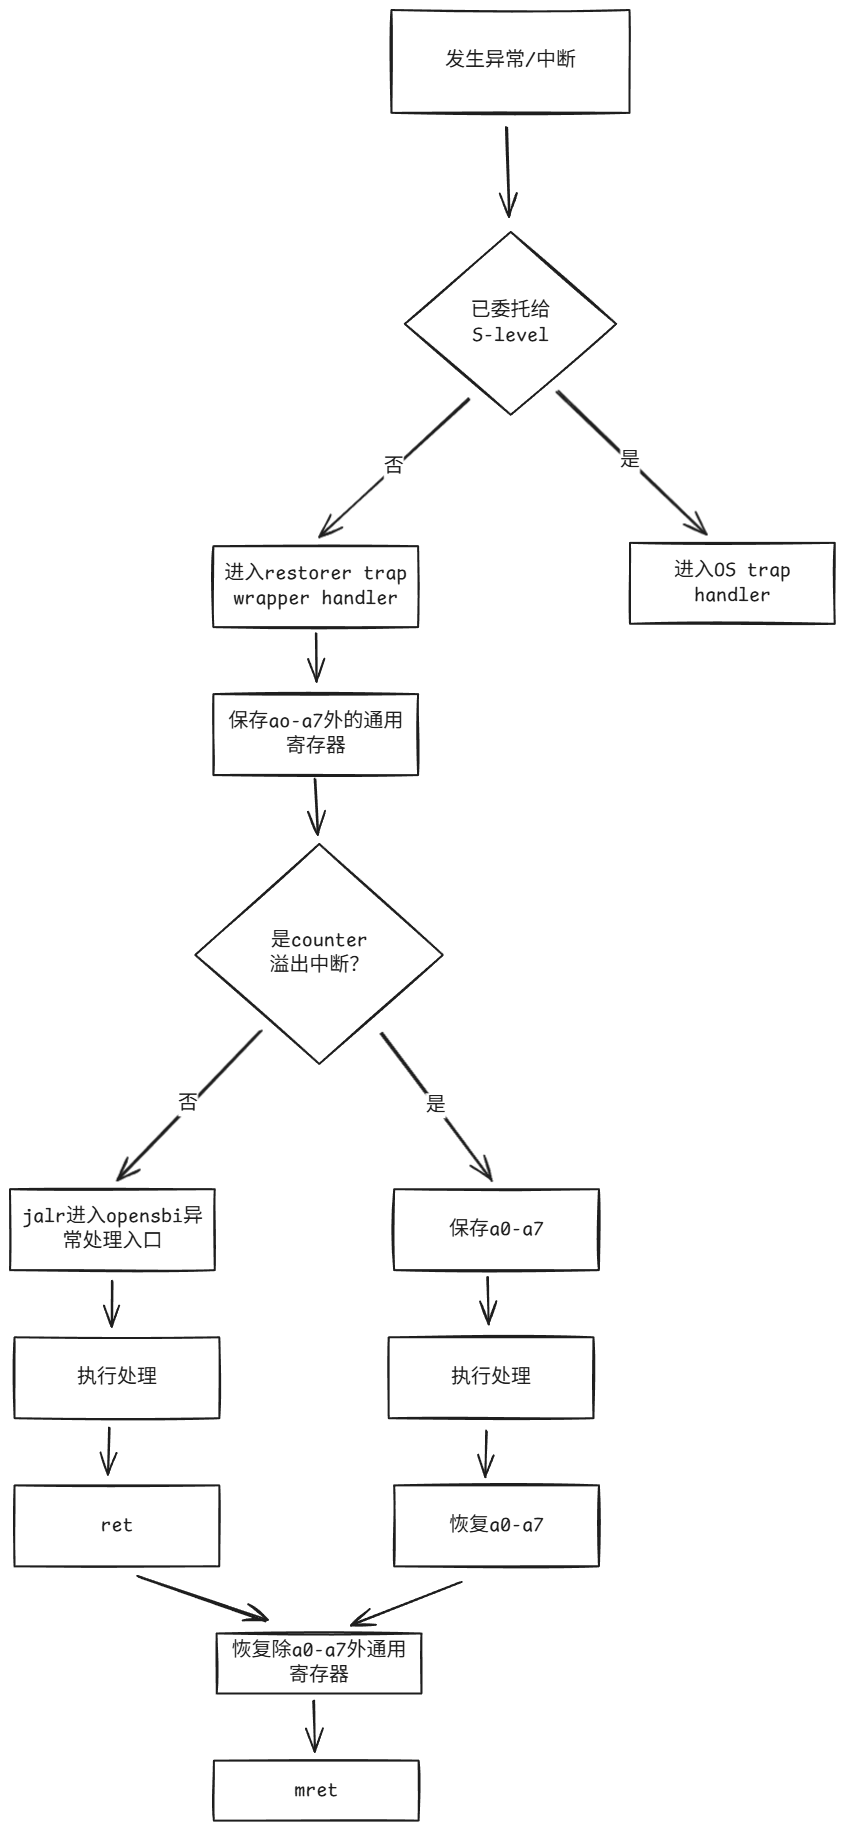 发生异常/中断
已委托给
S-level
否
是
进入restorer trap
wrapper handler
进入OS trap
handler
保存ao-a7外的通用
寄存器
是counter
溢出中断?
否
是
jalr进入opensbi异
常处理入口
保存a0-a7
执行处理
执行处理
ret
恢复a0-a7
恢复除a0-a7外通用
寄存器
mret